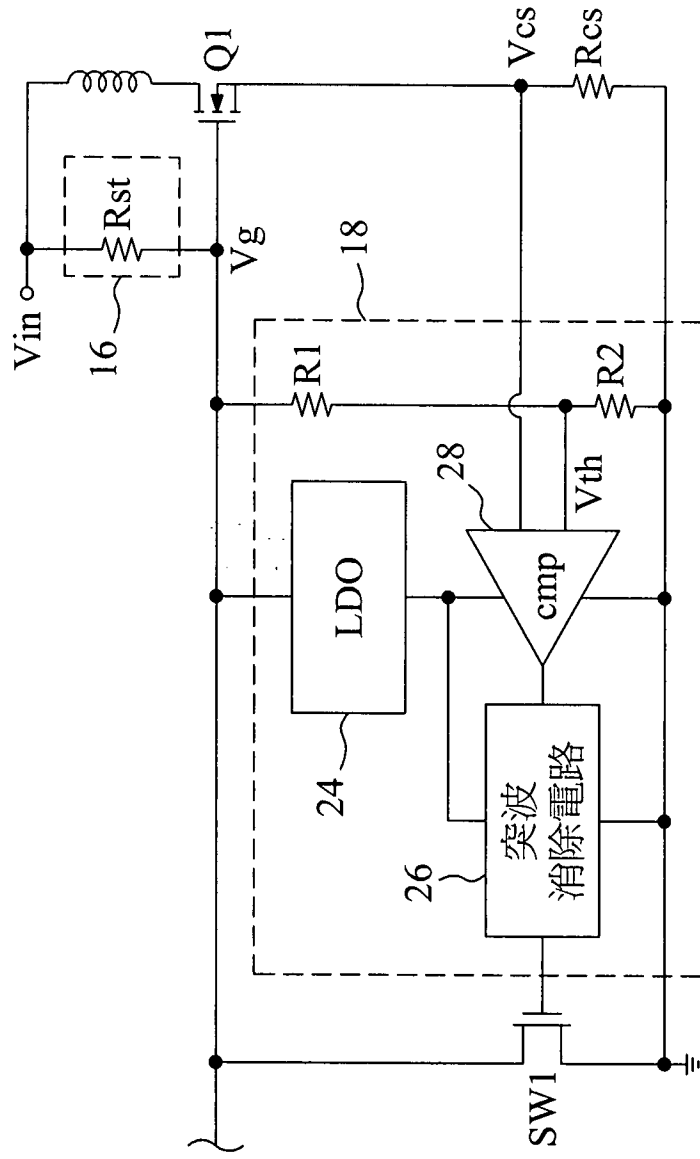 Vin
16
Rst
Q1
Vg
18
R1
LDO
24
28
cmp
Vcs
Vth
R2
Rcs
26
突波
消除電路
SW1